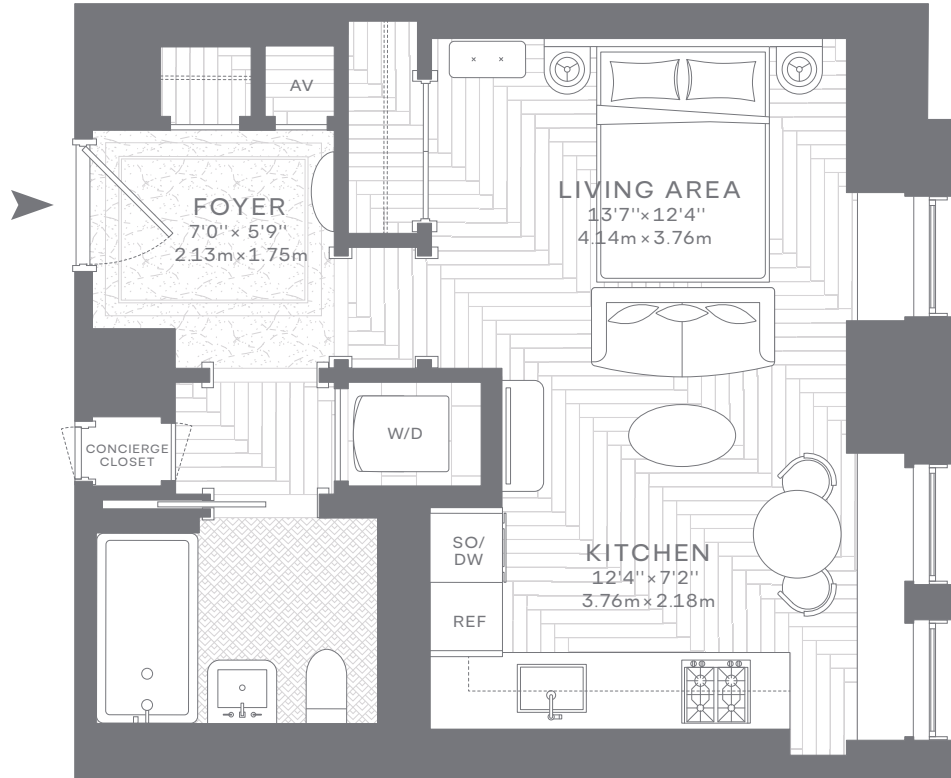 AV
FOYER
7'0''× 5'9''
2.13m×1.75m
LIVING AREA
13'7''×12'4''
4.14m×3.76m
CONCIERGE
CLOSET
W/D
SO/
DW
REF
KITCHEN
12'4''×7'2''
3.76m×2.18m